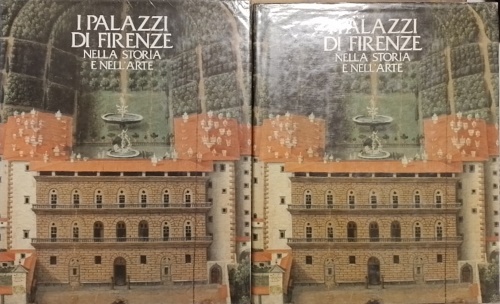 I PALAZZI
DI FIRENZE
NELLA STORIA
E NELL'ARTE
I PALAZZI
DI FIRENZE
NELLA STORIA
E NELL'ARTE